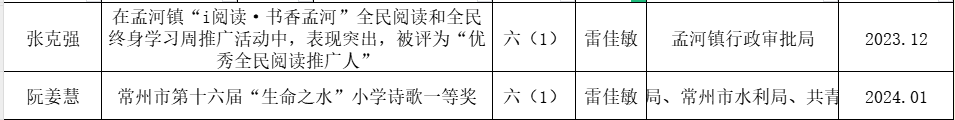 张克强
在孟河镇“i阅读·书香孟河”全民阅读和全民
终身学习周推广活动中，表现突出，被评为“优
秀全民阅读推广人”
六（1）
雷佳敏
孟河镇行政审批局
2023.12
阮姜慧
常州市第十六届“生命之水”小学诗歌一等奖
六（1）
雷佳敏
局、常州市水利局、共青
2024.01